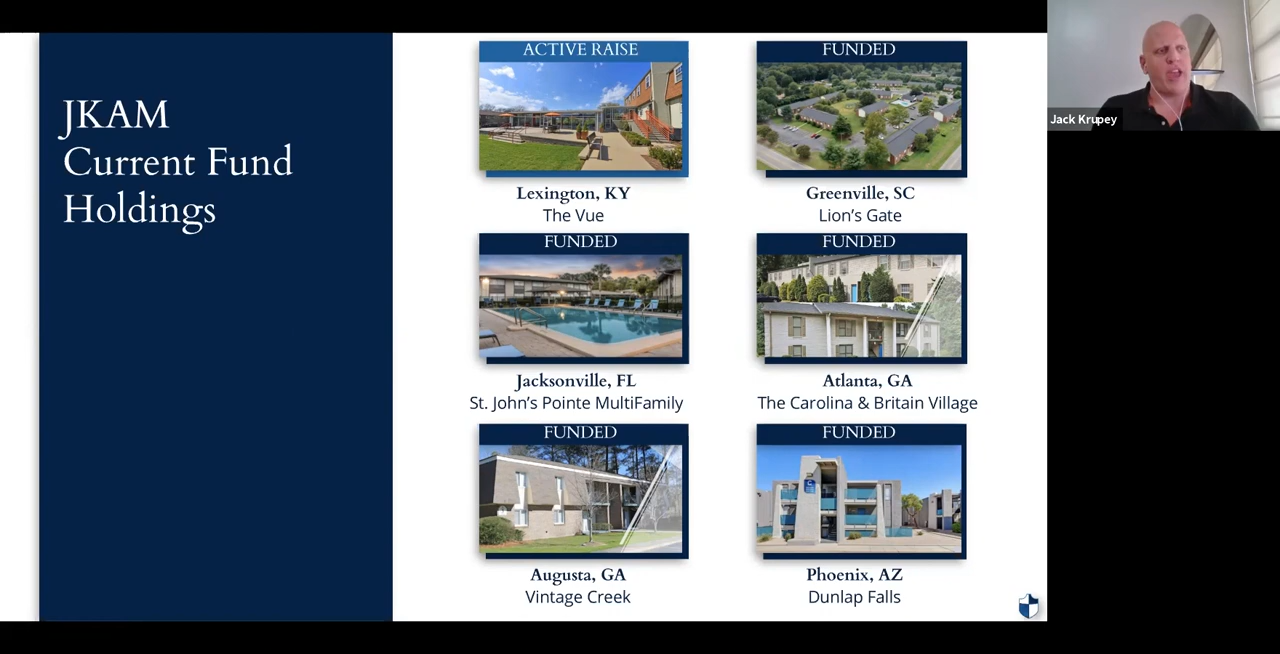 JKAM
Current Fund
Holdings
ACTIVE RAISE
Lexington, KY
The Vue
FUNDED
Greenville, SC
Lion's Gate
FUNDED
Jacksonville, FL
St. John's Pointe MultiFamily
FUNDED
Atlanta, GA
The Carolina & Britain Village
FUNDED
Augusta, GA
Vintage Creek
FUNDED
Phoenix, AZ
Dunlap Falls
Jack Krupey